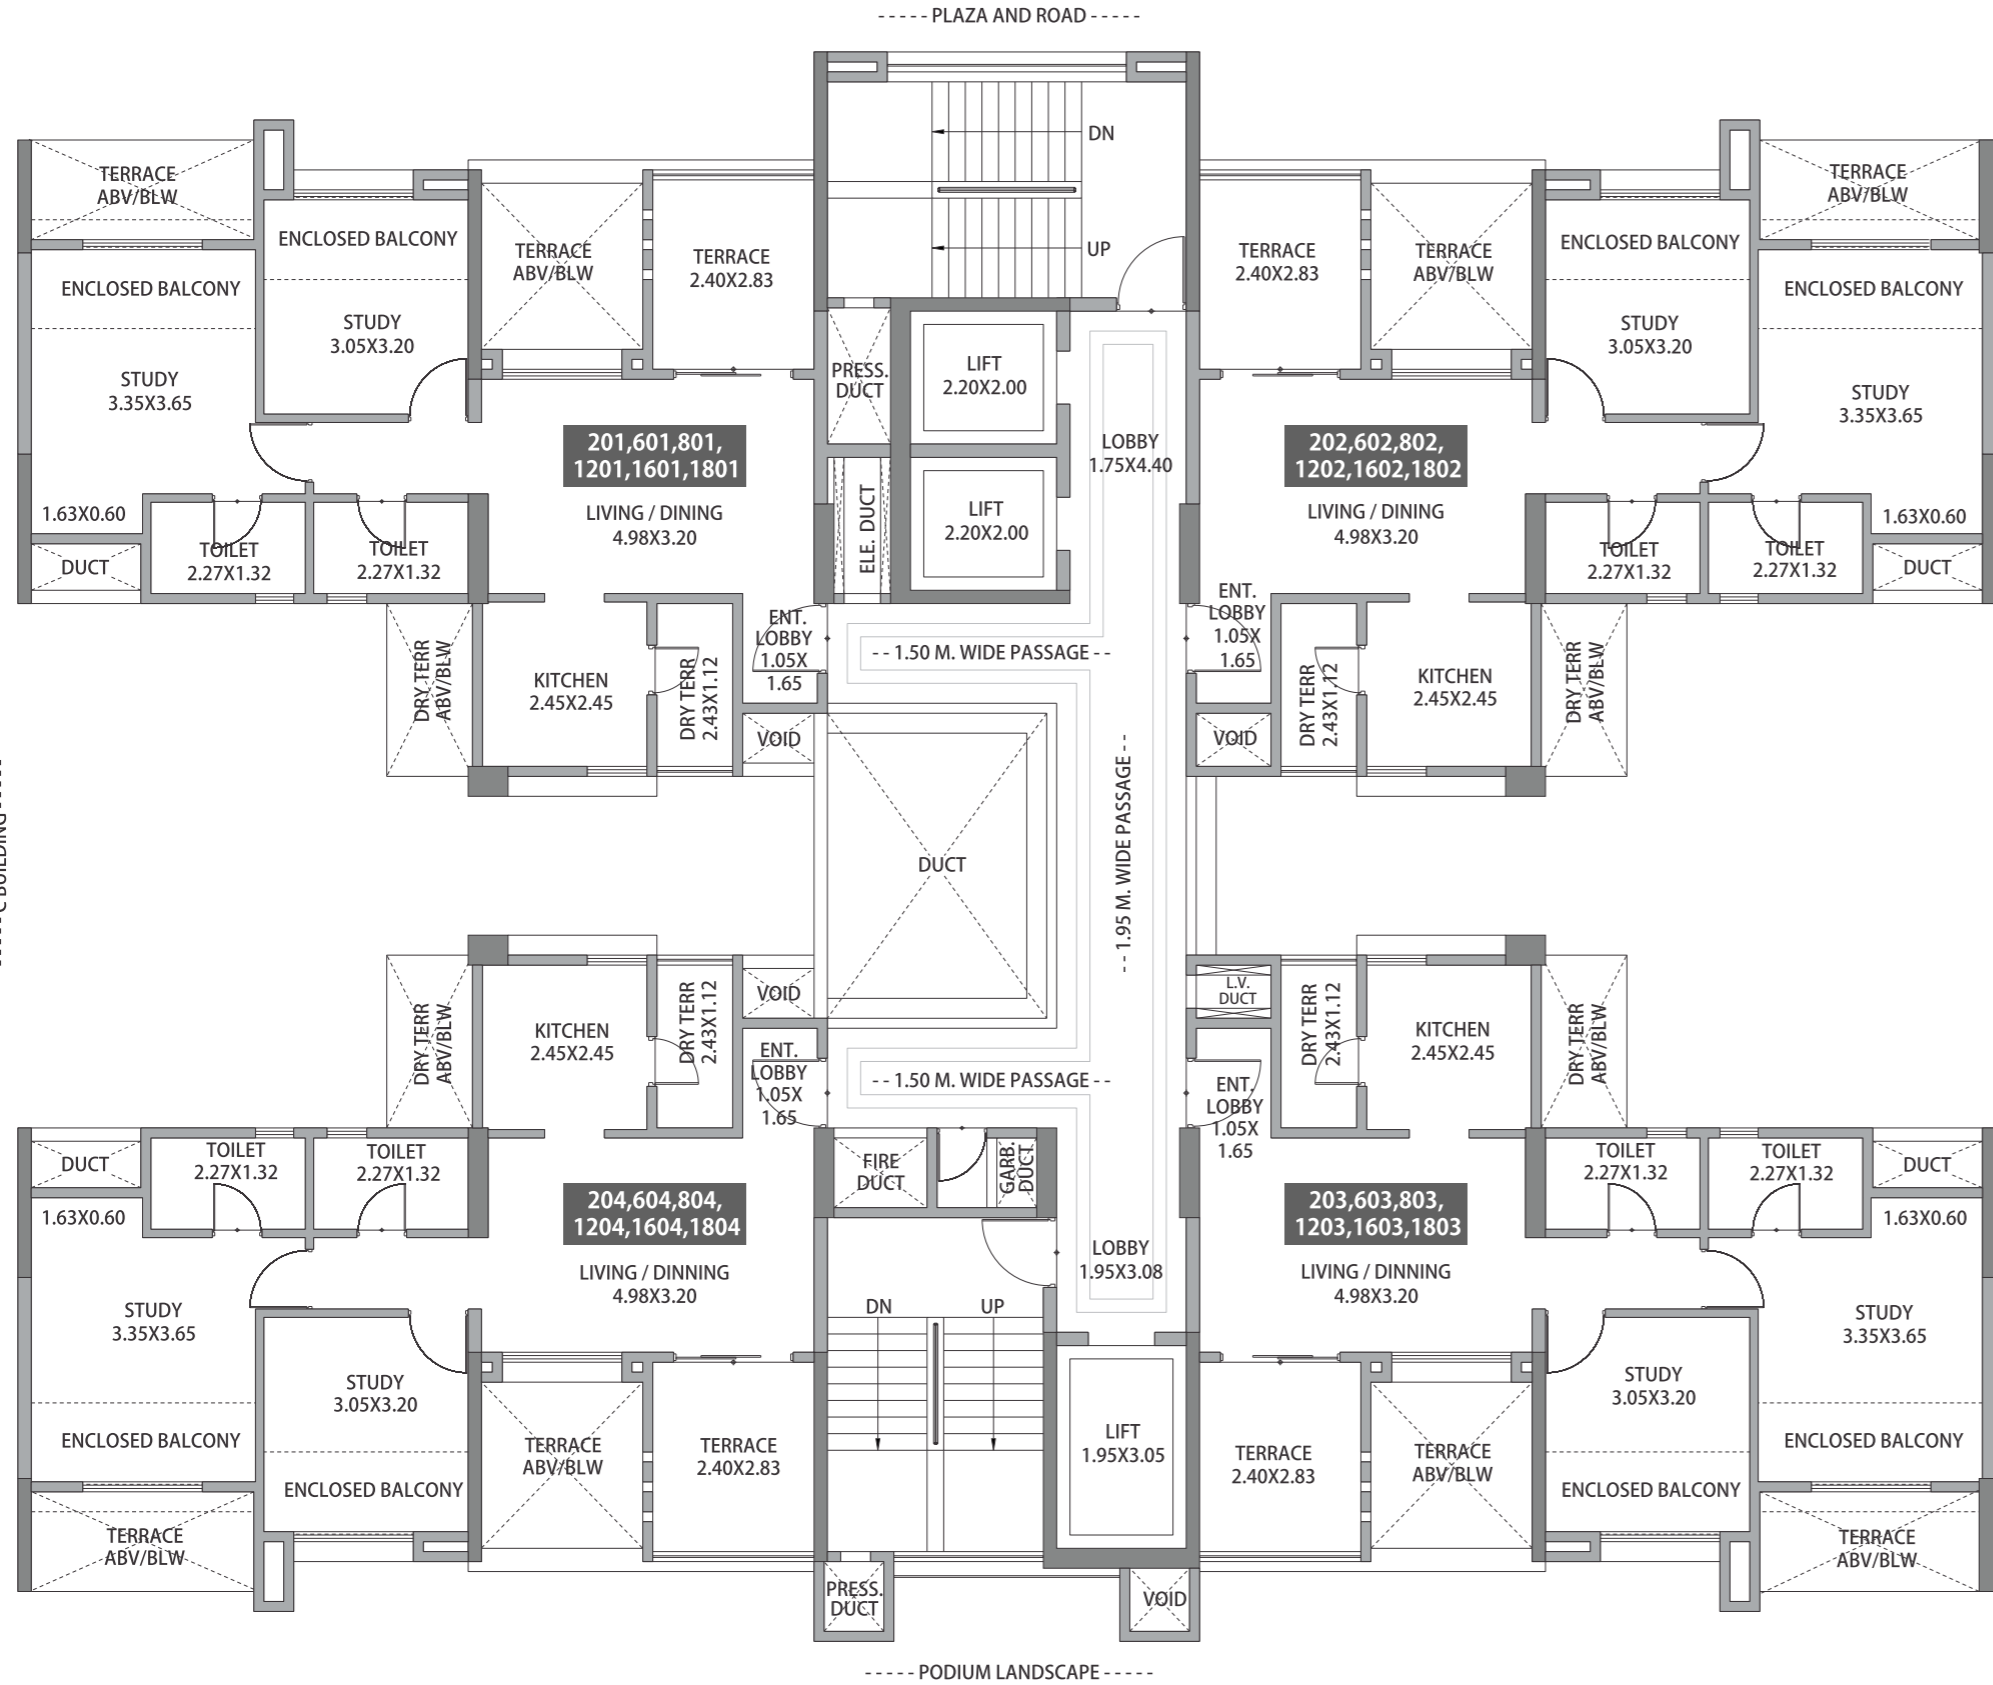 ----- PLAZA AND ROAD -----
DN
UP
TERRACE
ABV/BLW
ENCLOSED BALCONY
ENCLOSED BALCONY
STUDY
3.05X3.20
STUDY
3.35X3.65
TERRACE
ABV/BLW
TERRACE
2.40X2.83
PRESS.
DUCT
LIFT
2.20X2.00
LIFT
2.20X2.00
ELE. DUCT
LOBBY
1.75X4.40
TERRACE
2.40X2.83
TERRACE
ABV/BLW
ENCLOSED BALCONY
STUDY
3.05X3.20
TERRACE
ABV/BLW
ENCLOSED BALCONY
STUDY
3.35X3.65
201,601,801,
1201,1601,1801
LIVING / DINING
4.98X3.20
202,602,802,
1202,1602,1802
LIVING / DINING
4.98X3.20
1.63X0.60
DUCT
TOILET
2.27X1.32
TOILET
2.27X1.32
TOILET
2.27X1.32
TOILET
2.27X1.32
1.63X0.60
DUCT
DRY TERR
ABV/BLW
KITCHEN
2.45X2.45
DRY TERR
2.43X1.12
ENT.
LOBBY
1.05X
1.65
VOID
-- 1.50 M. WIDE PASSAGE --
ENT.
LOBBY
1.05X
1.65
VOID
DRY TERR
2.43X1.12
KITCHEN
2.45X2.45
DRY TERR
ABV/BLW
C BUILDING -----
DUCT
-- 1.95 M. WIDE PASSAGE --
DRY TERR
ABV/BLW
KITCHEN
2.45X2.45
DRY TERR
2.43X1.12
VOID
ENT.
LOBBY
1.05X
1.65
-- 1.50 M. WIDE PASSAGE --
L.V.
DUCT
ENT.
LOBBY
1.05X
1.65
DRY TERR
2.43X1.12
KITCHEN
2.45X2.45
DRY TERR
ABV/BLW
DUCT
1.63X0.60
TOILET
2.27X1.32
TOILET
2.27X1.32
FIRE
DUCT
GARB.
DUCT
TOILET
2.27X1.32
TOILET
2.27X1.32
DUCT
1.63X0.60
204,604,804,
1204,1604,1804
LIVING / DINNING
4.98X3.20
LOBBY
1.95X3.08
203,603,803,
1203,1603,1803
LIVING / DINNING
4.98X3.20
STUDY
3.35X3.65
ENCLOSED BALCONY
TERRACE
ABV/BLW
STUDY
3.05X3.20
ENCLOSED BALCONY
TERRACE
ABV/BLW
TERRACE
2.40X2.83
DN
UP
LIFT
1.95X3.05
TERRACE
2.40X2.83
TERRACE
ABV/BLW
STUDY
3.05X3.20
ENCLOSED BALCONY
STUDY
3.35X3.65
ENCLOSED BALCONY
TERRACE
ABV/BLW
PRESS.
DUCT
VOID
----- PODIUM LANDSCAPE -----